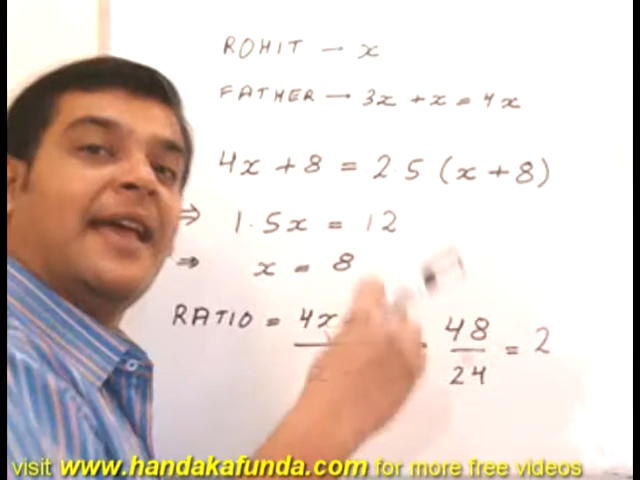 ROHIT – x
FATHER → 3x + x = 4x
4x + 8 = 2.5 (x + 8)
⇒ 1.5x = 12
⇒ x = 8
RATIO = 4x 48/24 = 2
visit www.handakafunda.com for more free videos